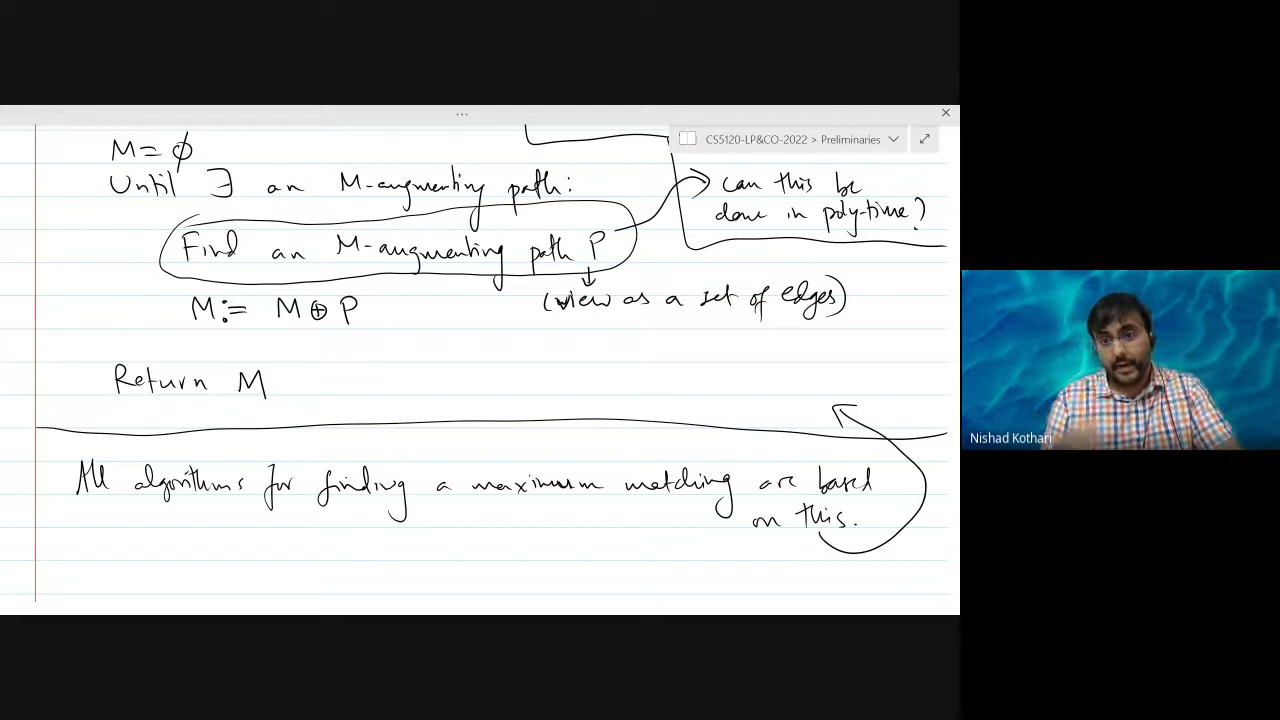 CS5120-LP&CO-2022 > Preliminaries
M = ϕ
Until ∃ an M-augmenting path:
can this be
done in poly-time?
Find an M-augmenting path P
(view as a set of edges)
M := M ⊕ P
Return M
All algorithms for finding a maximum matching are based
on this.
Nishad Kothari